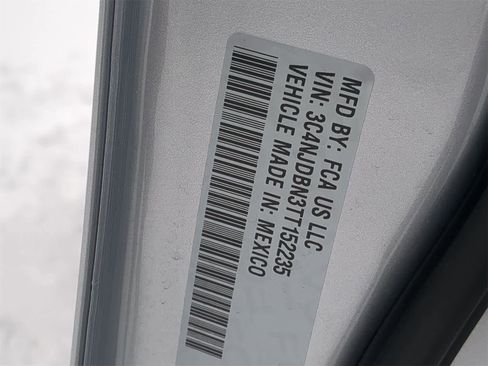 MFD BY: FCA US LLC
VIN: 3C4NJDBN3TT152235
VEHICLE MADE IN: MEXICO